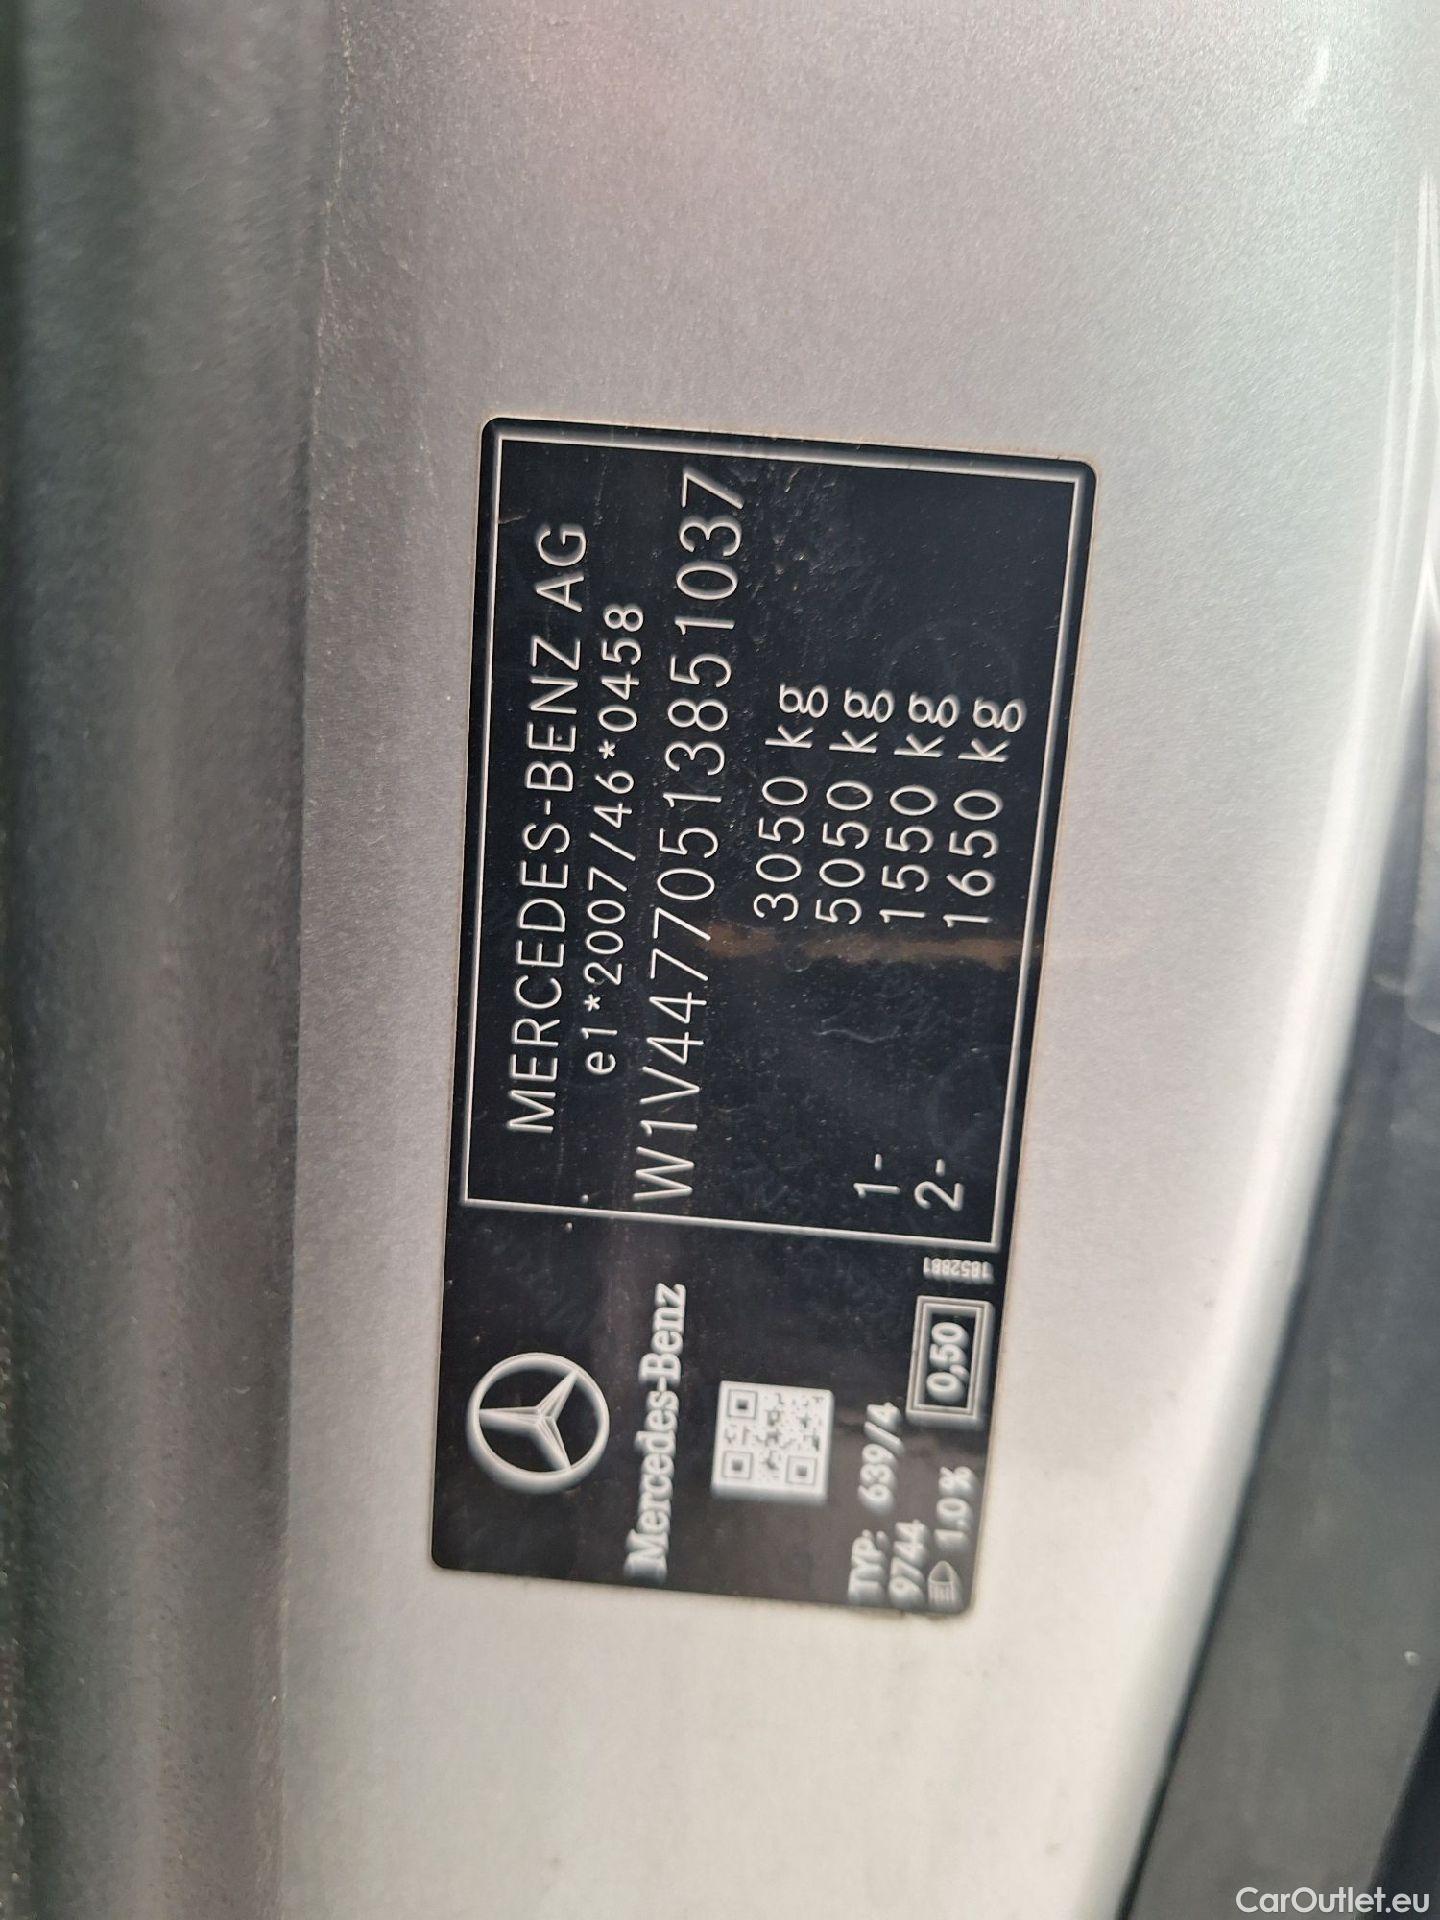 MERCEDES-BENZ AG
e1*2007/46*0458
W1V44770513851037
3050 kg
5050 kg
1- 1550 kg
2- 1650 kg
Mercedes-Benz
TYP: 639/4
9744
1.0 %
0,50
1852881
CarOutlet.eu